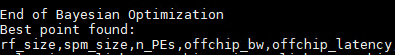 End of Bayesian Optimization
Best point found:
rf_size,spm_size,n_PEs,offchip_bw,offchip_latency